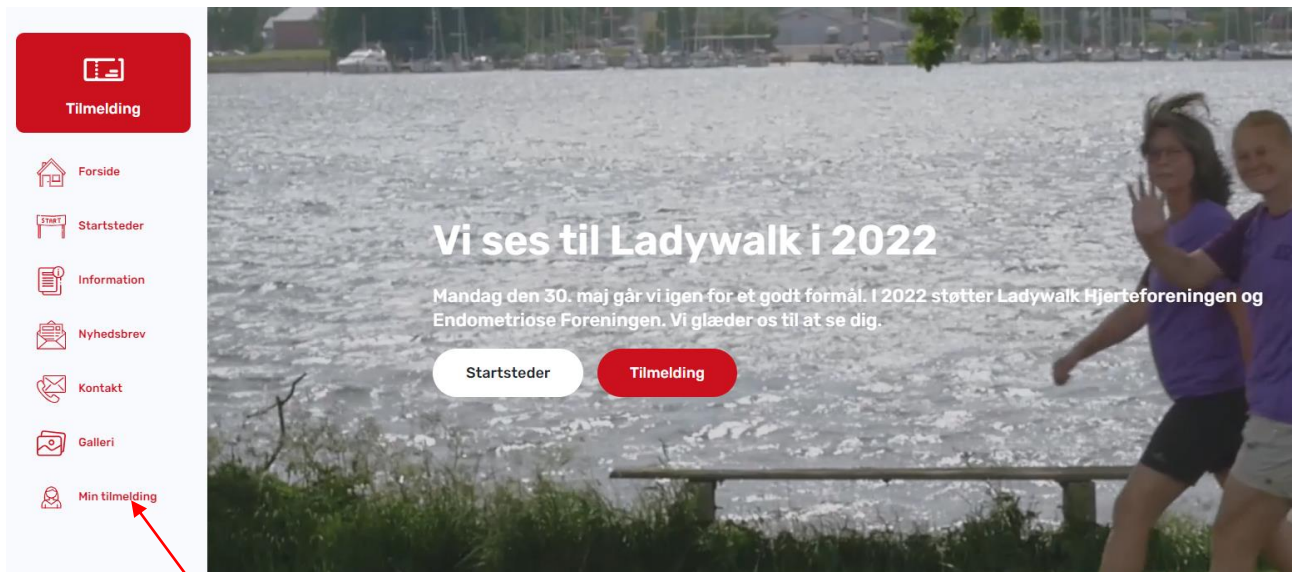 Tilmelding
Forside
START
Startsteder
Information
Nyhedsbrev
Kontakt
Galleri
Min tilmelding
Vi ses til Ladywalk i 2022
Mandag den 30. maj går vi igen for et godt formål. I 2022 støtter Ladywalk Hjerteforeningen og
Endometriose Foreningen. Vi glæder os til at se dig.
Startsteder
Tilmelding